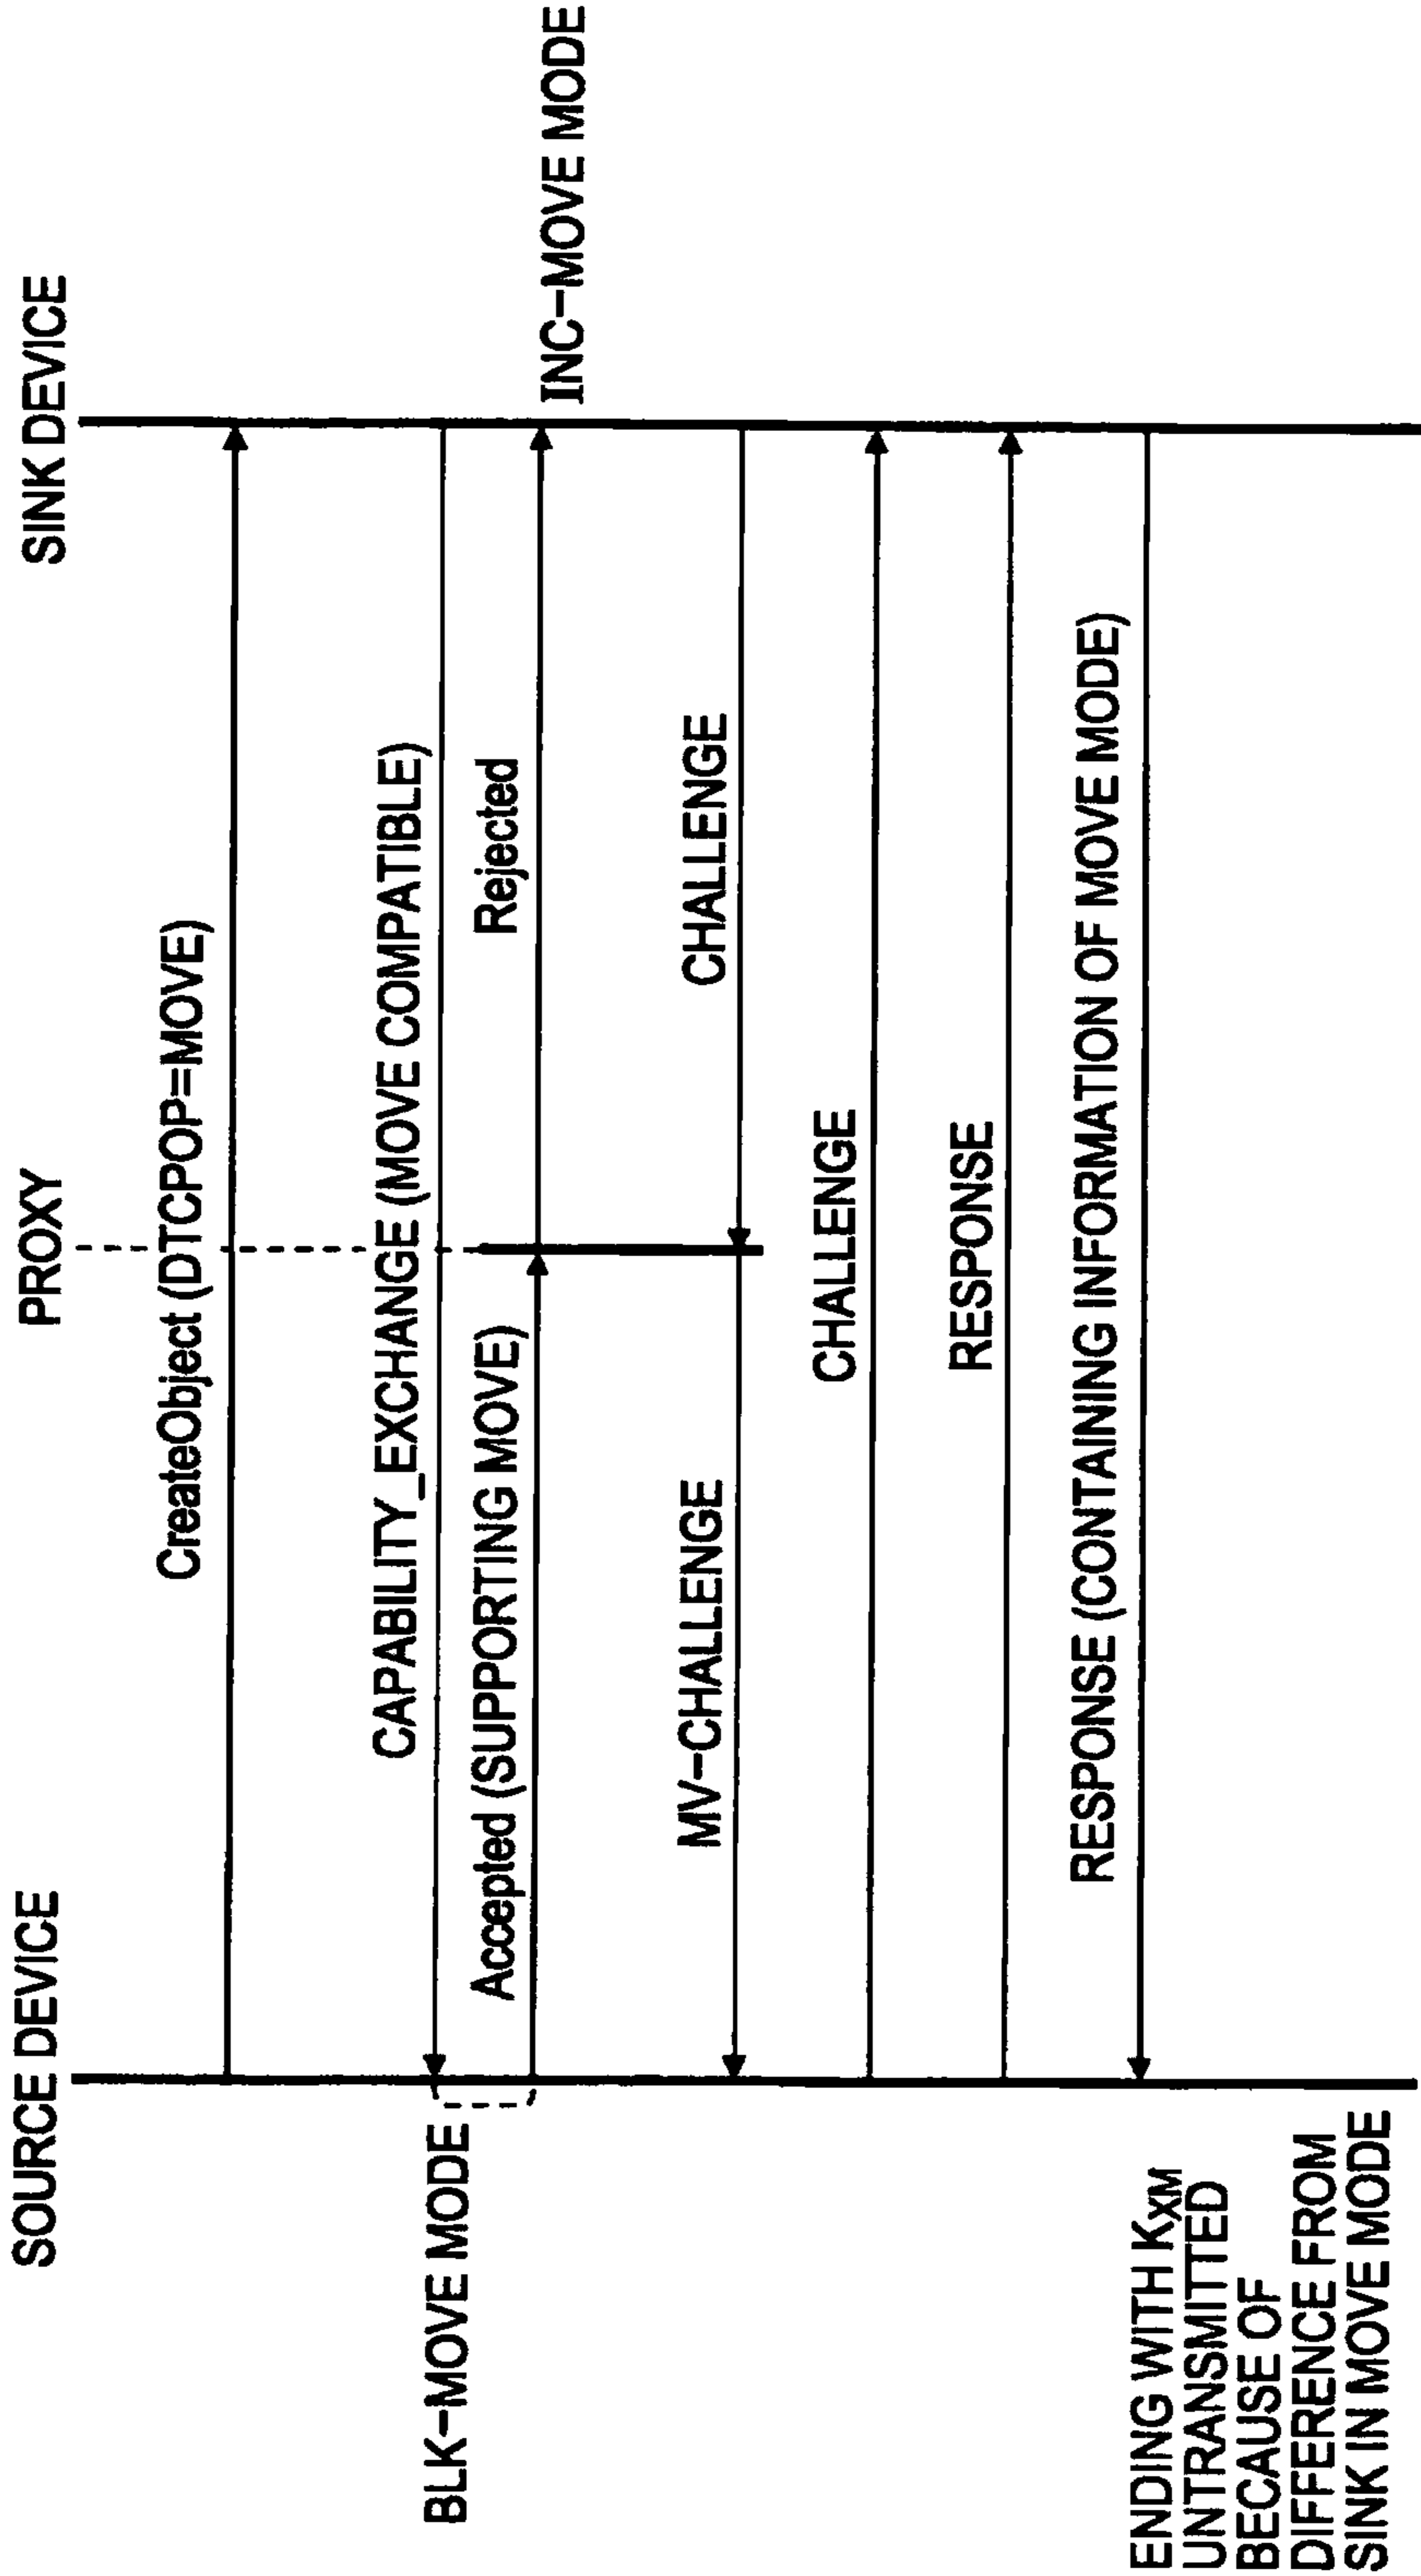 SOURCE DEVICE
PROXY
SINK DEVICE
CreateObject (DTCPOP=MOVE)
CAPABILITY_EXCHANGE (MOVE COMPATIBLE)
BLK-MOVE MODE
Accepted (SUPPORTING MOVE)
Rejected
INC-MOVE MODE
MV-CHALLENGE
CHALLENGE
CHALLENGE
RESPONSE
RESPONSE (CONTAINING INFORMATION OF MOVE MODE)
ENDING WITH KXM
UNTRANSMITTED
BECAUSE OF
DIFFERENCE FROM
SINK IN MOVE MODE